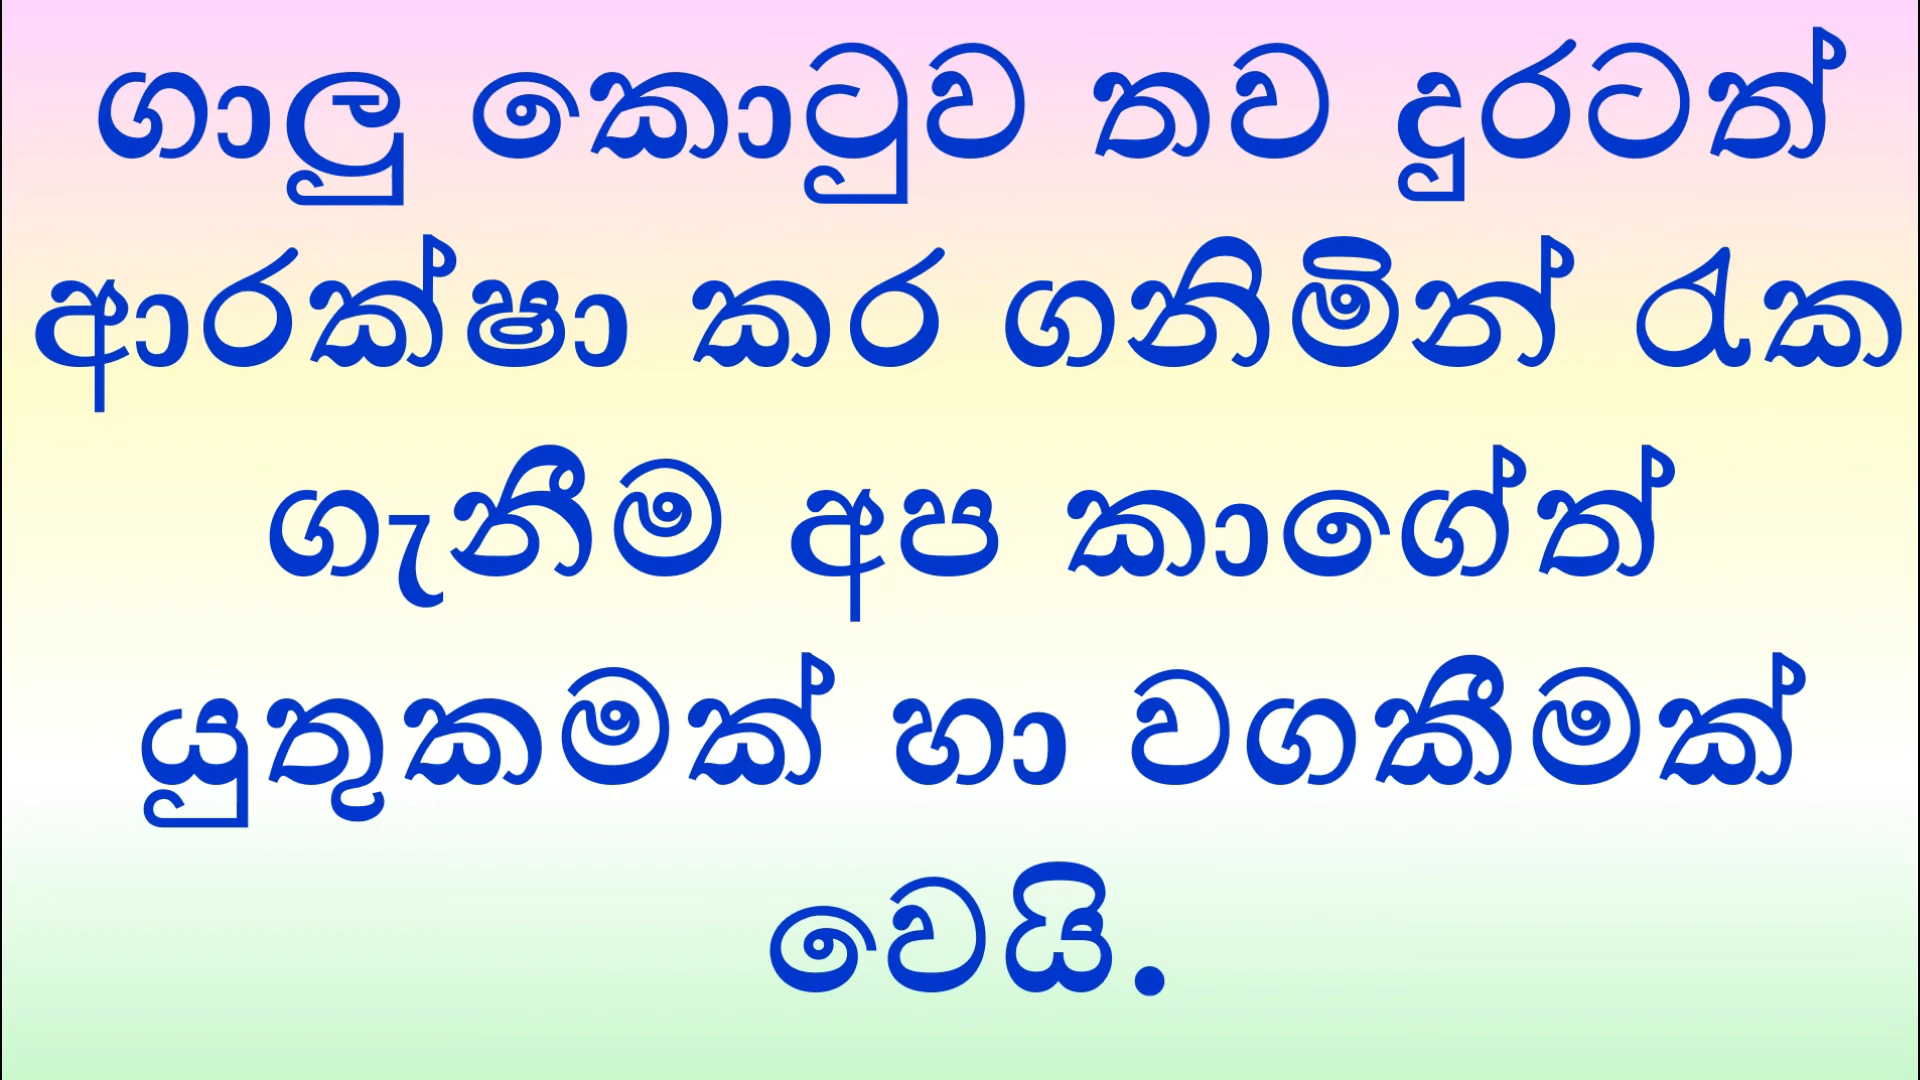 ගාලු කොටුව තව දුරටත්
ආරක්ෂා කර ගනිමින් රැක
ගැනීම අප කාගේත්
යුතුකමක් හා වගකීමක්
වෙයි.